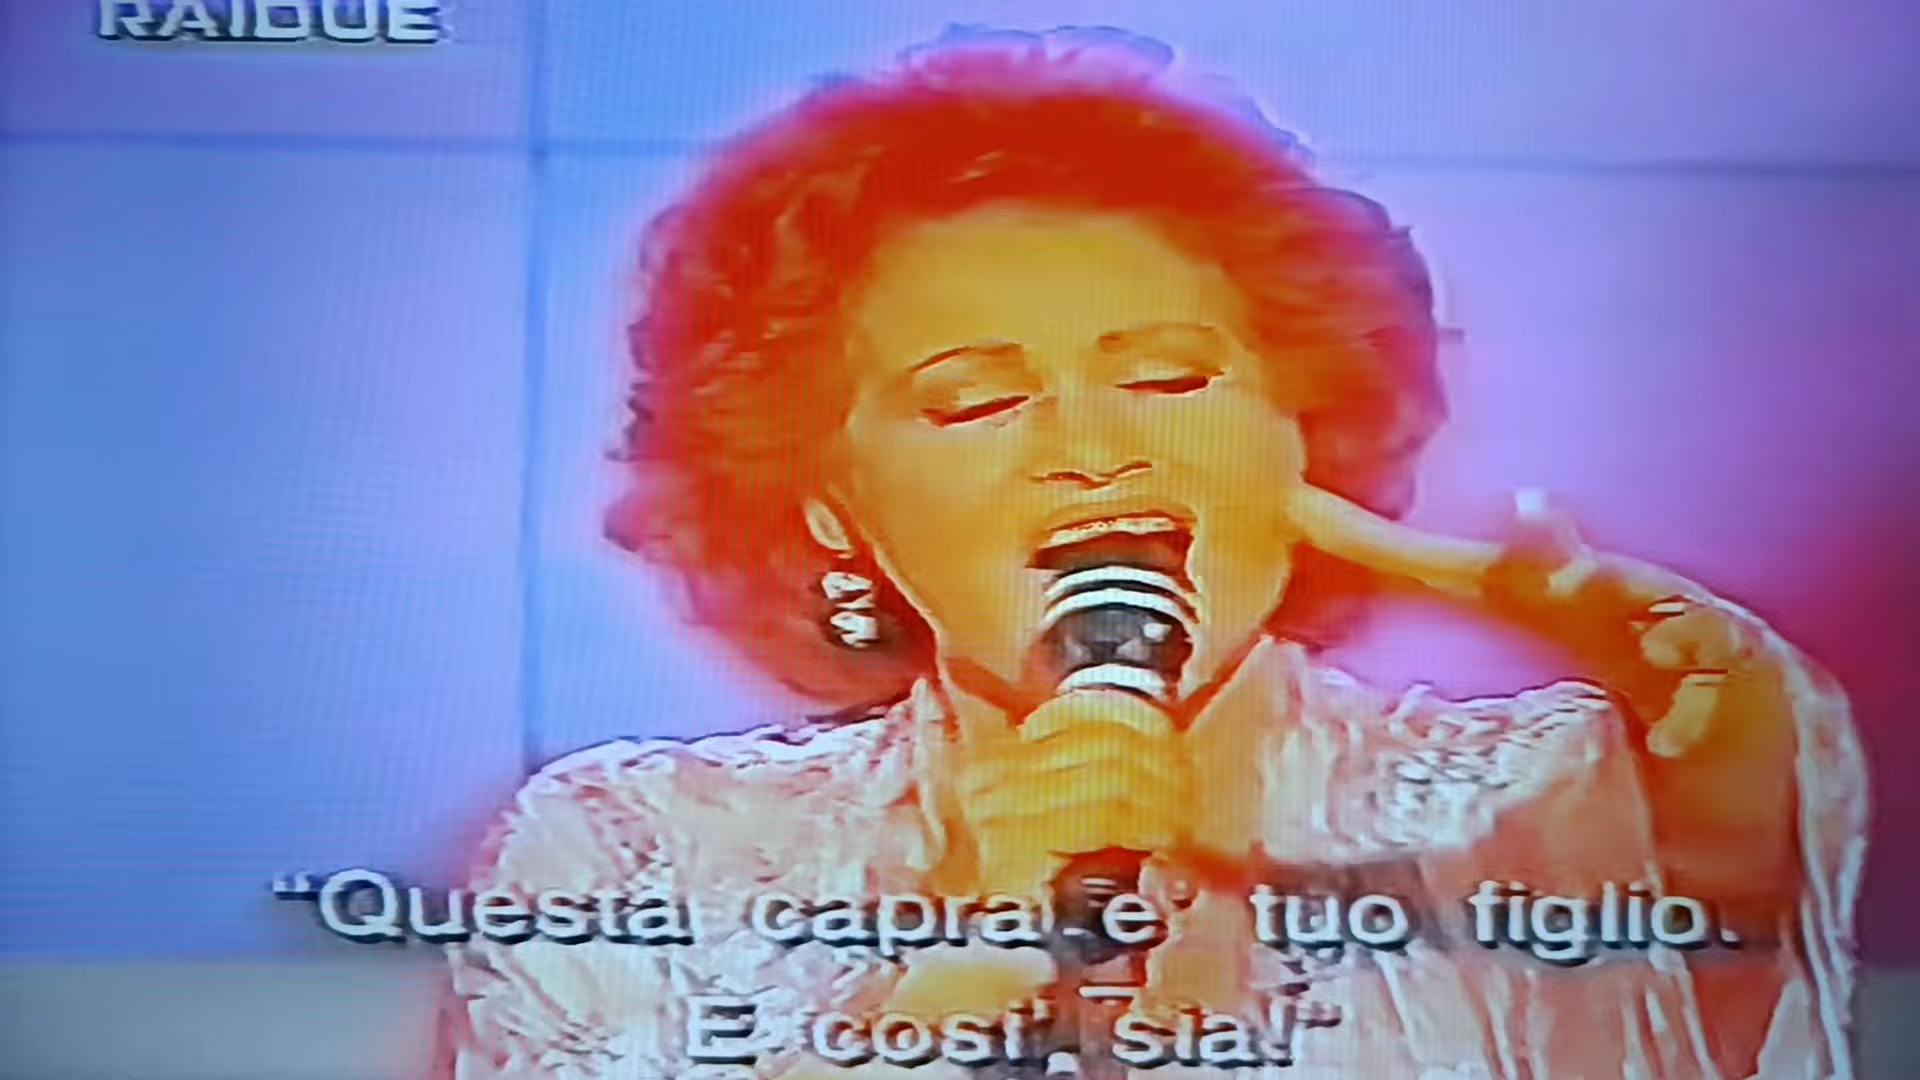 RAIDUE
“Questa capra e' tuo figlio.
E cosi' sia!”